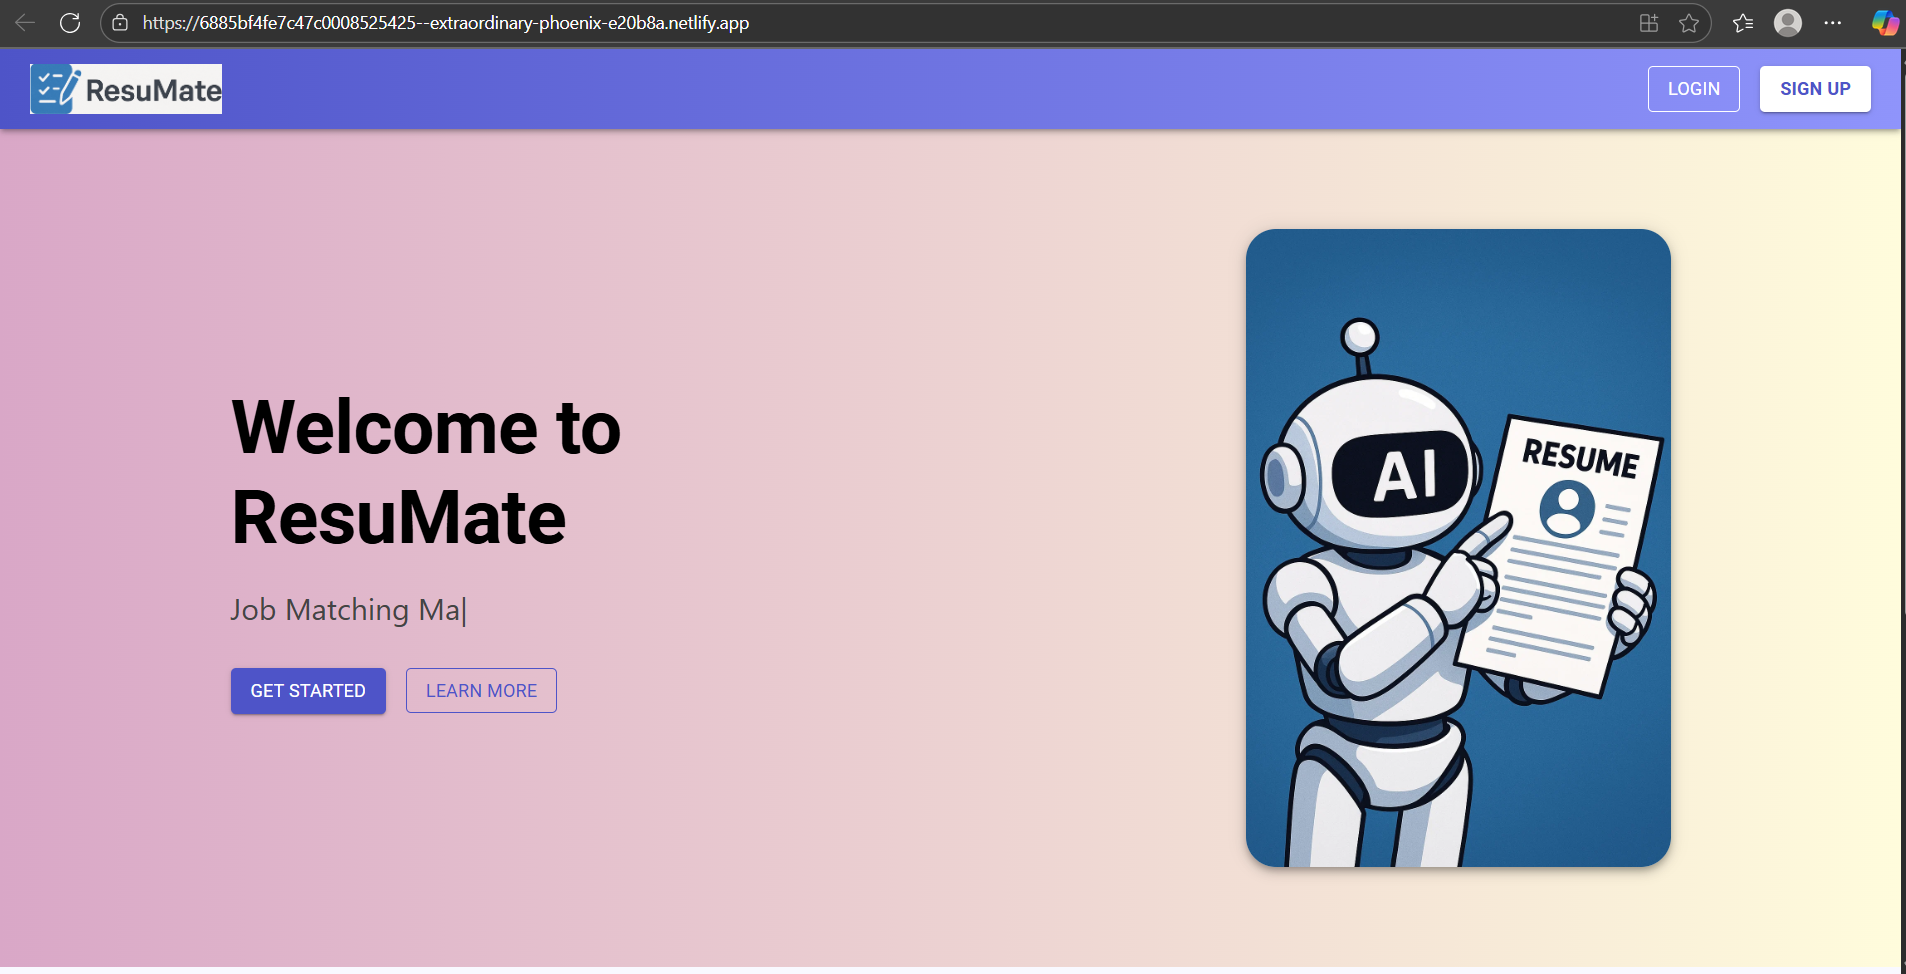 https://6885bf4fe7c47c0008525425--extraordinary-phoenix-e20b8a.netlify.app
ResuMate
LOGIN
SIGN UP
Welcome to
ResuMate
Job Matching Ma|
GET STARTED
LEARN MORE
AI
RESUME